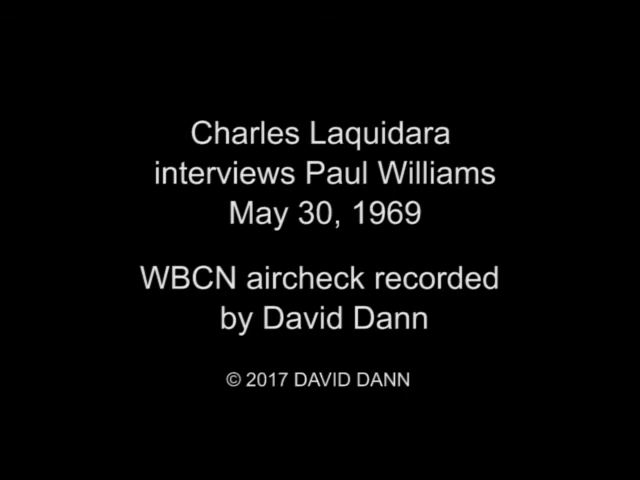 Charles Laquidara
interviews Paul Williams
May 30, 1969
WBCN aircheck recorded
by David Dann
© 2017 DAVID DANN